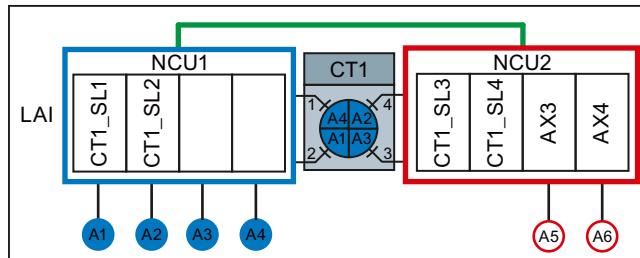 NCU1
NCU2
CT1
LAI
CT1_SL1
CT1_SL2
1
4
2
3
A4 A2
A1 A3
CT1_SL3
CT1_SL4
AX3
AX4
A1
A2
A3
A4
A5
A6